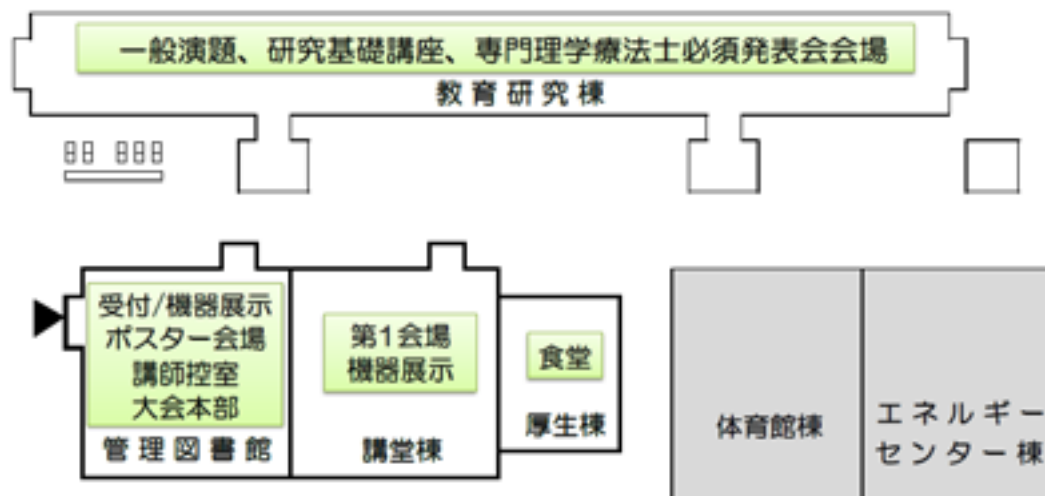 一般演題、研究基礎講座、専門理学療法士必須発表会会場
教育研究棟
受付/機器展示
ポスター会場
講師控室
大会本部
管理図書館
第1会場
機器展示
講堂棟
食堂
厚生棟
体育館棟
エネルギー
センター棟